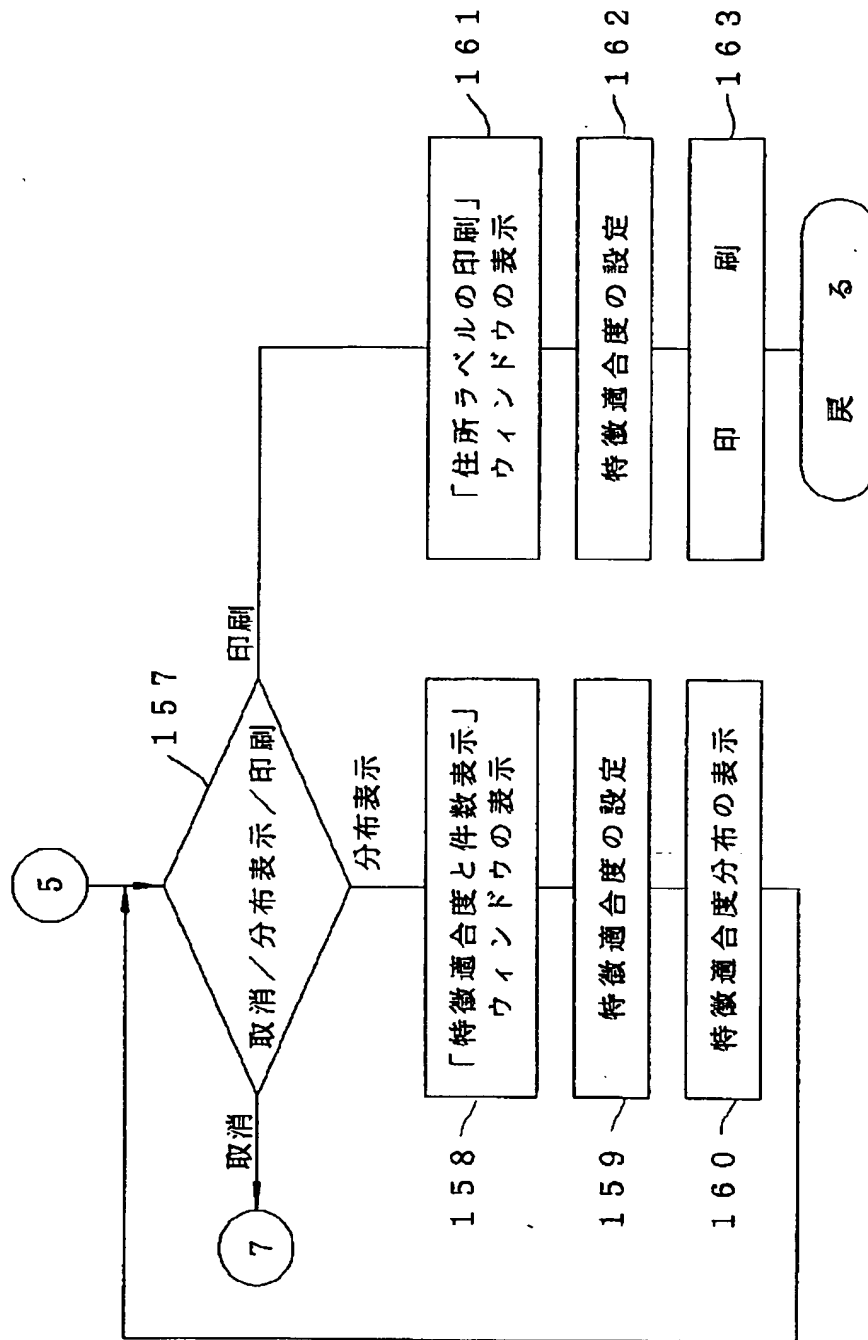 5
157
取消／分布表示／印刷
取消
7
分布表示
印刷
158
「特徴適合度と件数表示」
ウィンドウの表示
159
特徴適合度の設定
160
特徴適合度分布の表示
161
「住所ラベルの印刷」
ウィンドウの表示
162
特徴適合度の設定
163
印刷
戻る